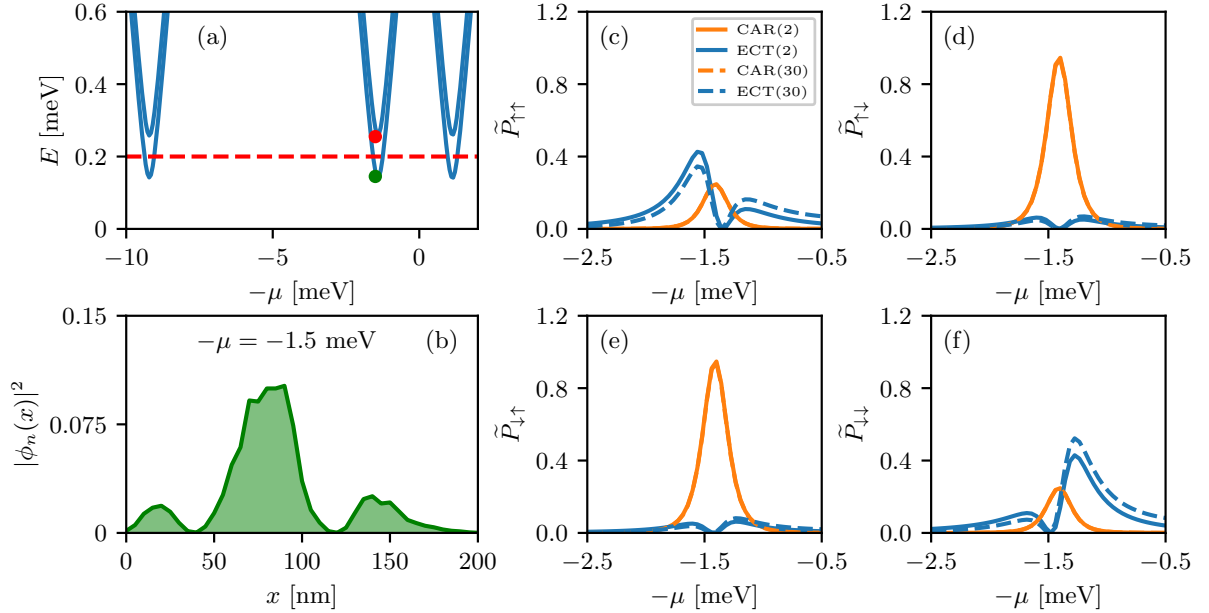 (a)
0.6
0.4
0.2
0.0
E [meV]
−10
−5
0
−μ [meV]
(c)
CAR(2)
ECT(2)
CAR(30)
ECT(30)
1.2
0.8
0.4
0.0
P̃↑↑
−2.5
−1.5
−0.5
−μ [meV]
(d)
1.2
0.8
0.4
0.0
P̃↑↓
−2.5
−1.5
−0.5
−μ [meV]
−μ = −1.5 meV
(b)
0.15
0.075
0
|ϕn(x)|²
0
50
100
150
200
x [nm]
(e)
1.2
0.8
0.4
0.0
P̃↓↑
−2.5
−1.5
−0.5
−μ [meV]
(f)
1.2
0.8
0.4
0.0
P̃↓↓
−2.5
−1.5
−0.5
−μ [meV]